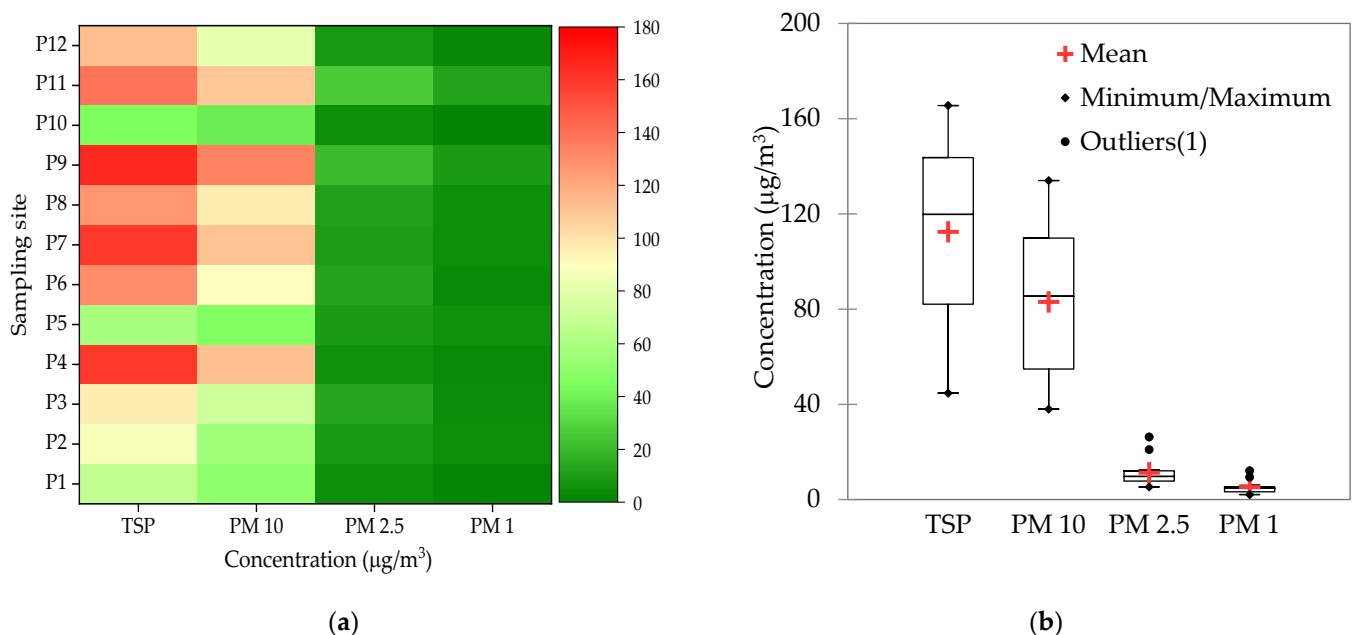 P12
P11
P10
P9
P8
P7
P6
P5
P4
P3
P2
P1
Sampling site
TSP PM 10 PM 2.5 PM 1
Concentration (µg/m³)
180
160
140
120
100
80
60
40
20
0
(a)
200
160
120
80
40
0
Concentration (µg/m³)
Mean
Minimum/Maximum
Outliers(1)
TSP PM 10 PM 2.5 PM 1
(b)